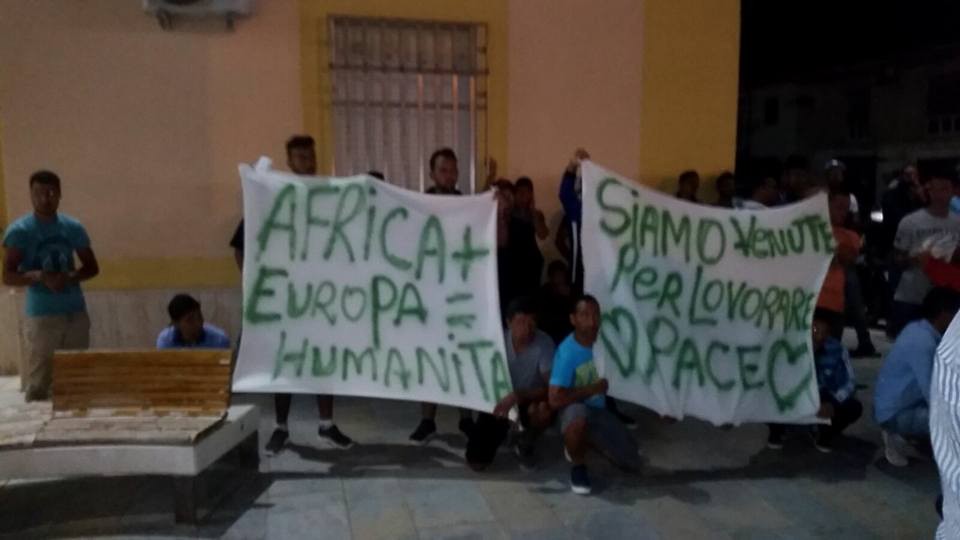 AFRiCA +
EUROPA =
HUMANiTA
SiAMO VENUTE
PER LOVORARE
♡PACE♡